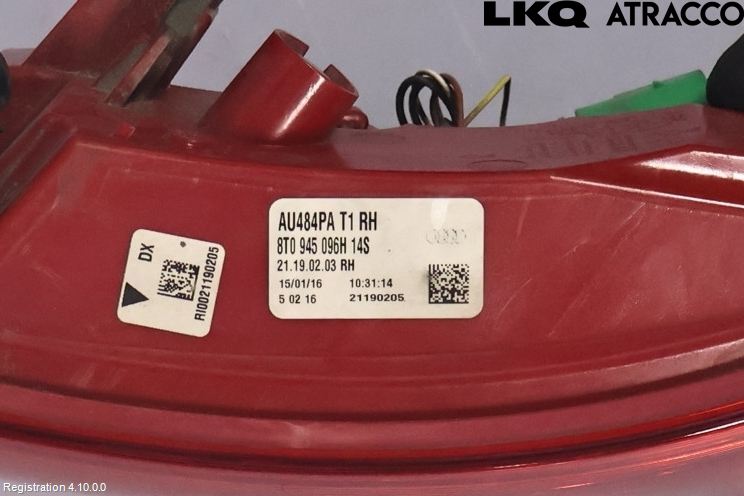 LKQ ATRACCO
AU484PA T1 RH
8T0 945 096H 14S
21.19.02.03 RH
15/01/16 10:31:14
5 02 16 21190205
DX
RI0021190205
Registration 4.10.0.0